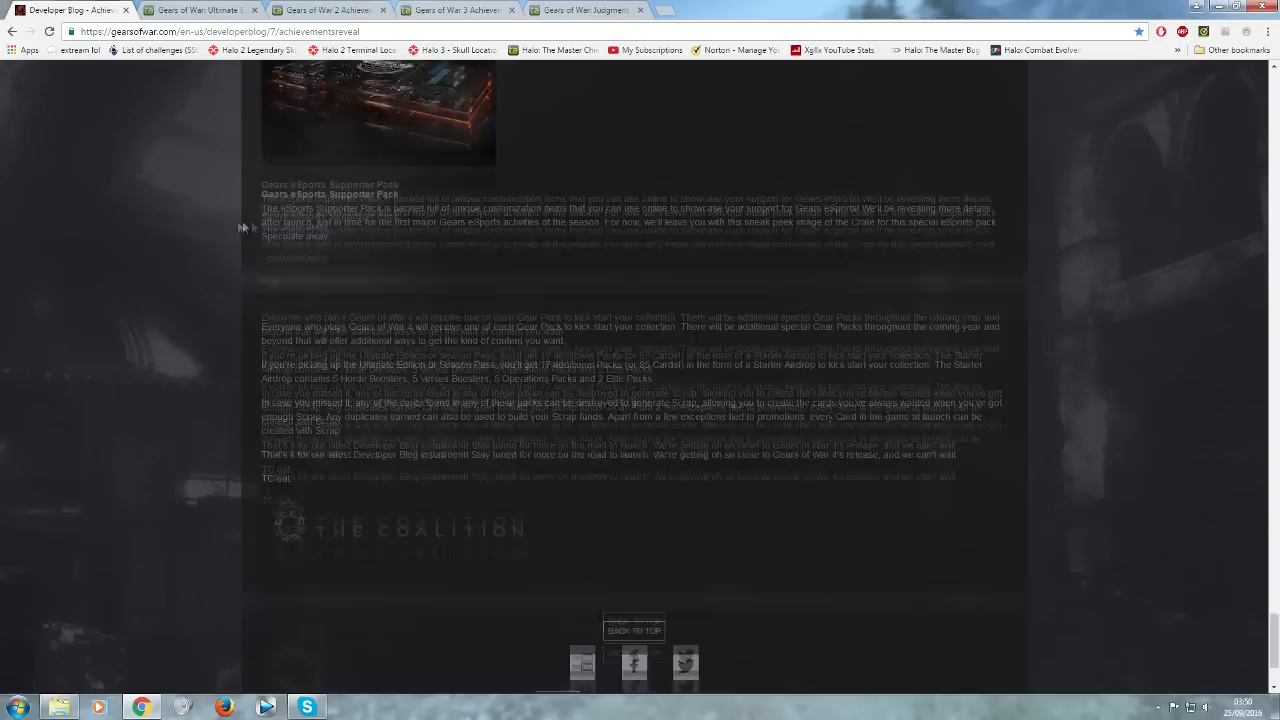 Developer Blog - Achiev
Gears of War: Ultimate E
Gears of War 2 Achievem
Gears of War 3 Achievem
Gears of War: Judgment
https://gearsofwar.com/en-us/developerblog/7/achievementsreveal
Apps
extream lol
List of challenges (SSB
Halo 2 Legendary Sk
Halo 2 Terminal Loca
Halo 2 - Skull Locatio
Halo: The Master Chi
My Subscriptions
Norton - Manage Yo
Xgllx YouTube Stats
Halo: The Master
Halo: Combat Evolve
Other bookmarks
Gears eSports Supporter Pack
The eSports Supporter Pack is packed full of unique customization items that you can use online to showcase your support for Gears eSports! We'll be revealing more details
after launch, just in time for the first major Gears eSports activities of the season. For now, we'll leave you with this sneak peek image of the Crate for this special eSports pack
Speculate away.
Everyone who plays Gears of War 4 will receive one of each Gear Pack to kick start your collection. There will be additional special Gear Packs throughout the coming year and
beyond that will offer additional ways to get the kind of content you want.
If you're picking up the Ultimate Edition or Season Pass, you'll get 17 additional Packs (or 85 Cards!) in the form of a Starter Airdrop to kick start your collection. The Starter
Airdrop contains 5 Horde Boosters, 5 Versus Boosters, 5 Operations Packs and 2 Elite Packs
In case you missed it, any of the cards found in any of these packs can be destroyed to generate Scrap, allowing you to create the cards you've always wanted when you've got
enough Scrap. Any duplicates earned can also be used to build your Scrap funds. Apart from a few exceptions tied to promotions, every Card in the game at launch can be
created with Scrap
That's it for our latest Developer Blog installment! Stay tuned for more on the road to launch. We're getting oh so close to Gears of War 4's release, and we can't wait
TC out.
THE COALITION
BACK TO TOP
03:50
25/09/2016